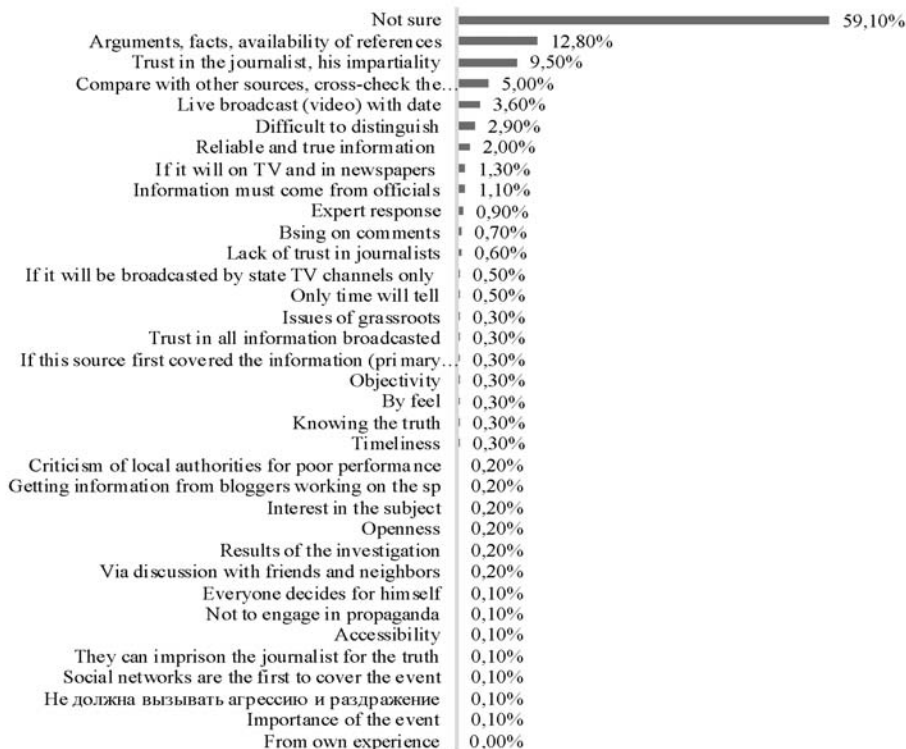 Not sure 59,10%
Arguments, facts, availability of references 12,80%
Trust in the journalist, his impartiality 9,50%
Compare with other sources, cross-check the… 5,00%
Live broadcast (video) with date 3,60%
Difficult to distinguish 2,90%
Reliable and true information 2,00%
If it will on TV and in newspapers 1,30%
Information must come from officials 1,10%
Expert response 0,90%
Bsing on comments 0,70%
Lack of trust in journalists 0,60%
If it will be broadcasted by state TV channels only 0,50%
Only time will tell 0,50%
Issues of grassroots 0,30%
Trust in all information broadcasted 0,30%
If this source first covered the information (primary… 0,30%
Objectivity 0,30%
By feel 0,30%
Knowing the truth 0,30%
Timeliness 0,30%
Criticism of local authorities for poor performance 0,20%
Getting information from bloggers working on the sp 0,20%
Interest in the subject 0,20%
Openness 0,20%
Results of the investigation 0,20%
Via discussion with friends and neighbors 0,20%
Everyone decides for himself 0,10%
Not to engage in propaganda 0,10%
Accessibility 0,10%
They can imprison the journalist for the truth 0,10%
Social networks are the first to cover the event 0,10%
Не должна вызывать агрессию и раздражение 0,10%
Importance of the event 0,10%
From own experience 0,00%